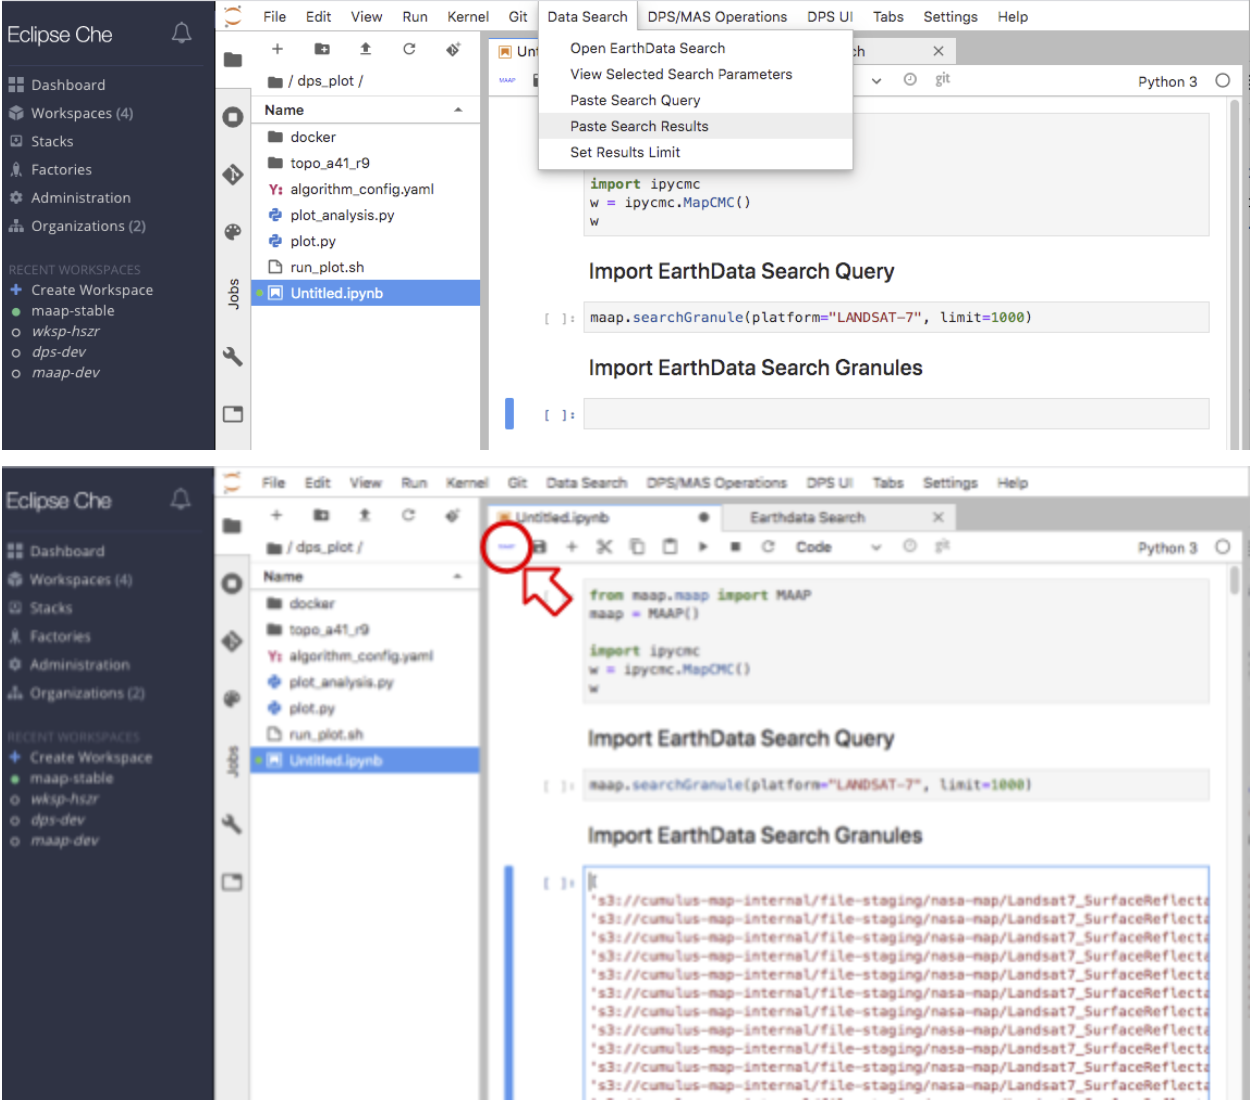 Eclipse Che
Dashboard
Workspaces (4)
Stacks
Factories
Administration
Organizations (2)
RECENT WORKSPACES
Create Workspace
maap-stable
wksp-hszr
dps-dev
maap-dev
File Edit View Run Kernel Git Data Search DPS/MAS Operations DPS UI Tabs Settings Help
Open EarthData Search
View Selected Search Parameters
Paste Search Query
Paste Search Results
Set Results Limit
/ dps_plot /
Name
docker
topo_a41_r9
Y: algorithm_config.yaml
plot_analysis.py
plot.py
run_plot.sh
Untitled.ipynb
Jobs
Unt
ch
MAAP
git
Python 3
import ipycmc
w = ipycmc.MapCMC()
w
Import EarthData Search Query
[ ]: maap.searchGranule(platform="LANDSAT-7", limit=1000)
Import EarthData Search Granules
[ ]:
Eclipse Che
Dashboard
Workspaces (4)
Stacks
Factories
Administration
Organizations (2)
RECENT WORKSPACES
Create Workspace
maap-stable
wksp-hszr
dps-dev
maap-dev
File Edit View Run Kernel Git Data Search DPS/MAS Operations DPS UI Tabs Settings Help
/ dps_plot /
Name
docker
topo_a41_r9
Y: algorithm_config.yaml
plot_analysis.py
plot.py
run_plot.sh
Untitled.ipynb
Jobs
Untitled.ipynb
Earthdata Search
Code
git
Python 3
from maap.maap import MAAP
maap = MAAP()
import ipycmc
w = ipycmc.MapCMC()
w
Import EarthData Search Query
[ ]: maap.searchGranule(platform="LANDSAT-7", limit=1000)
Import EarthData Search Granules
[ ]: [
's3://cumulus-map-internal/file-staging/nasa-map/Landsat7_SurfaceReflecta
's3://cumulus-map-internal/file-staging/nasa-map/Landsat7_SurfaceReflecta
's3://cumulus-map-internal/file-staging/nasa-map/Landsat7_SurfaceReflecta
's3://cumulus-map-internal/file-staging/nasa-map/Landsat7_SurfaceReflecta
's3://cumulus-map-internal/file-staging/nasa-map/Landsat7_SurfaceReflecta
's3://cumulus-map-internal/file-staging/nasa-map/Landsat7_SurfaceReflecta
's3://cumulus-map-internal/file-staging/nasa-map/Landsat7_SurfaceReflecta
's3://cumulus-map-internal/file-staging/nasa-map/Landsat7_SurfaceReflecta
's3://cumulus-map-internal/file-staging/nasa-map/Landsat7_SurfaceReflecta
's3://cumulus-map-internal/file-staging/nasa-map/Landsat7_SurfaceReflecta
's3://cumulus-map-internal/file-staging/nasa-map/Landsat7_SurfaceReflecta